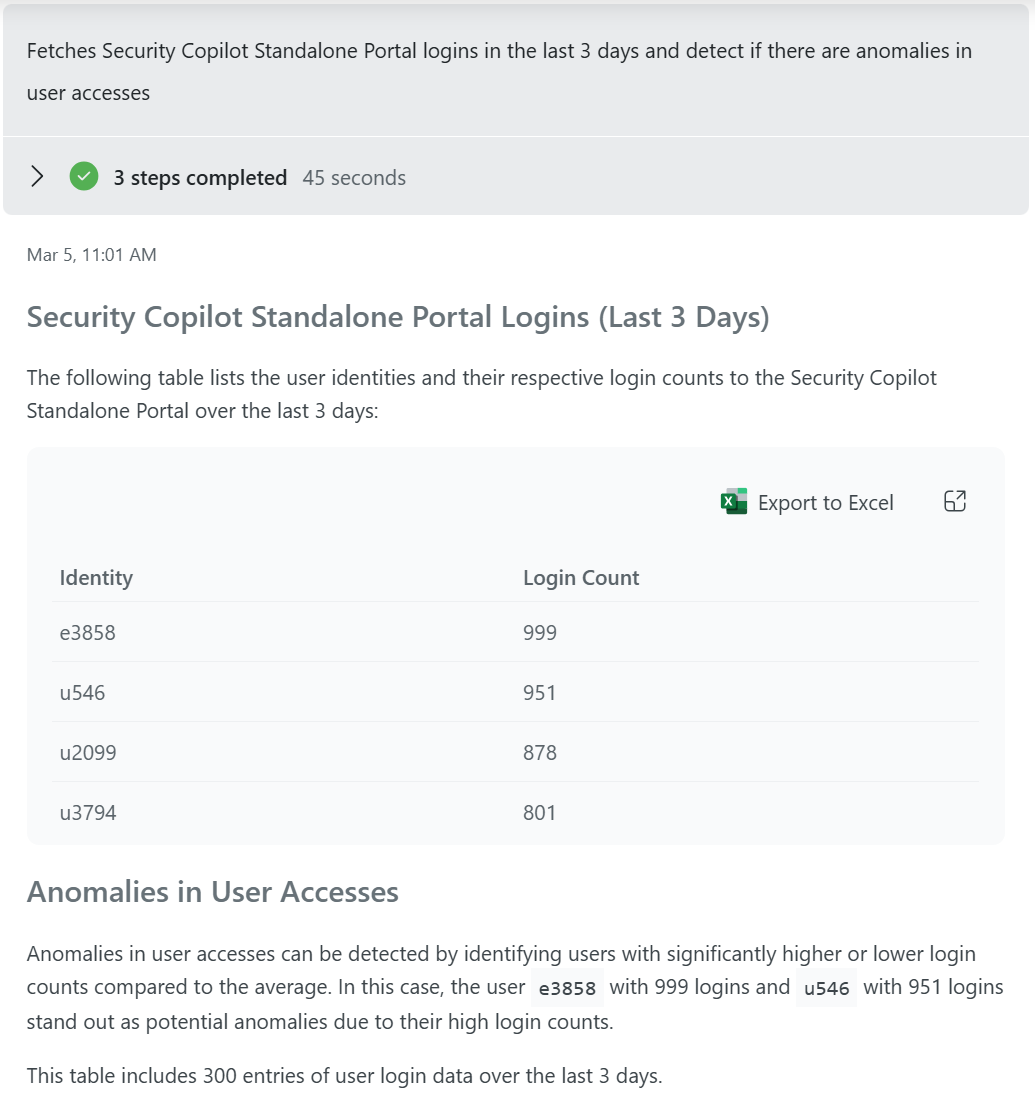 Fetches Security Copilot Standalone Portal logins in the last 3 days and detect if there are anomalies in
user accesses
3 steps completed 45 seconds
Mar 5, 11:01 AM
Security Copilot Standalone Portal Logins (Last 3 Days)
The following table lists the user identities and their respective login counts to the Security Copilot
Standalone Portal over the last 3 days:
Export to Excel
Identity Login Count
e3858 999
u546 951
u2099 878
u3794 801
Anomalies in User Accesses
Anomalies in user accesses can be detected by identifying users with significantly higher or lower login
counts compared to the average. In this case, the user e3858 with 999 logins and u546 with 951 logins
stand out as potential anomalies due to their high login counts.
This table includes 300 entries of user login data over the last 3 days.